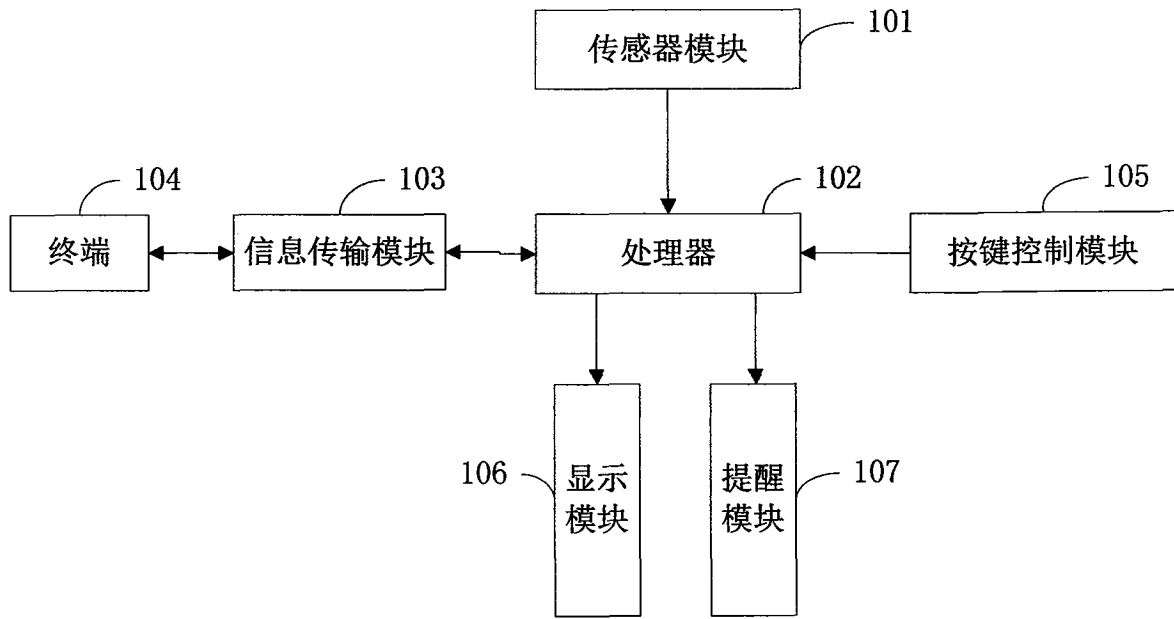 传感器模块
101
104
103
102
105
终端
信息传输模块
处理器
按键控制模块
106
显示
模块
提醒
模块
107